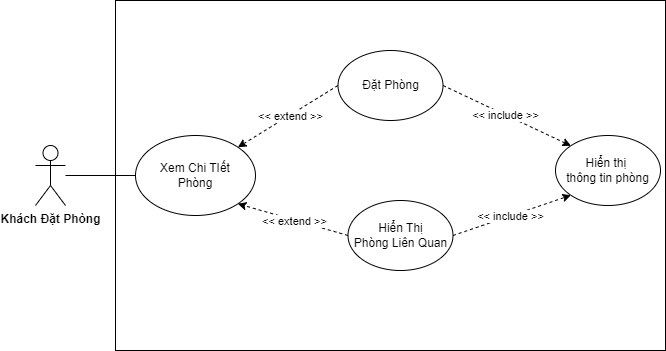 Đặt Phòng
<< extend >>
<< include >>
Xem Chi TIết
Phòng
Hiển thị
thông tin phòng
Khách Đặt Phòng
<< extend >>
Hiển Thị
Phòng Liên Quan
<< include >>